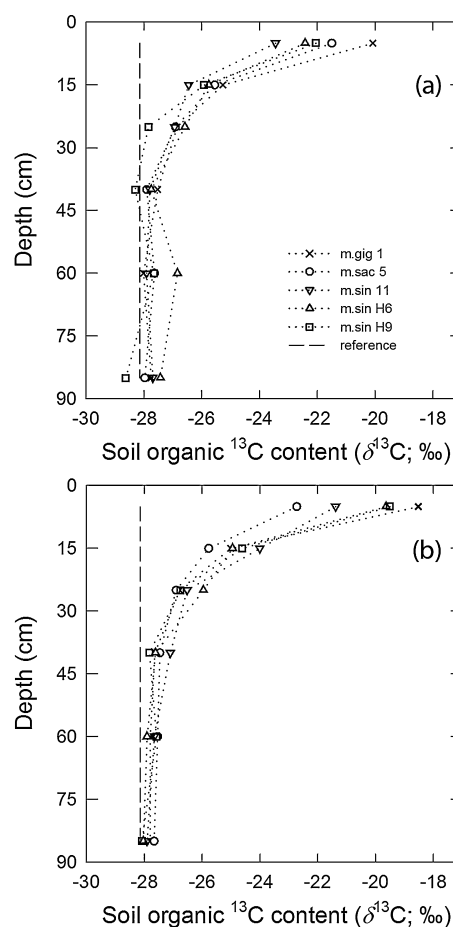 0
15
30
45
60
75
90
Depth (cm)
(a)
m.gig 1
m.sac 5
m.sin 11
m.sin H6
m.sin H9
reference
-30 -28 -26 -24 -22 -20 -18
Soil organic ¹³C content (δ¹³C; ‰)
0
15
30
45
60
75
90
Depth (cm)
(b)
-30 -28 -26 -24 -22 -20 -18
Soil organic ¹³C content (δ¹³C; ‰)